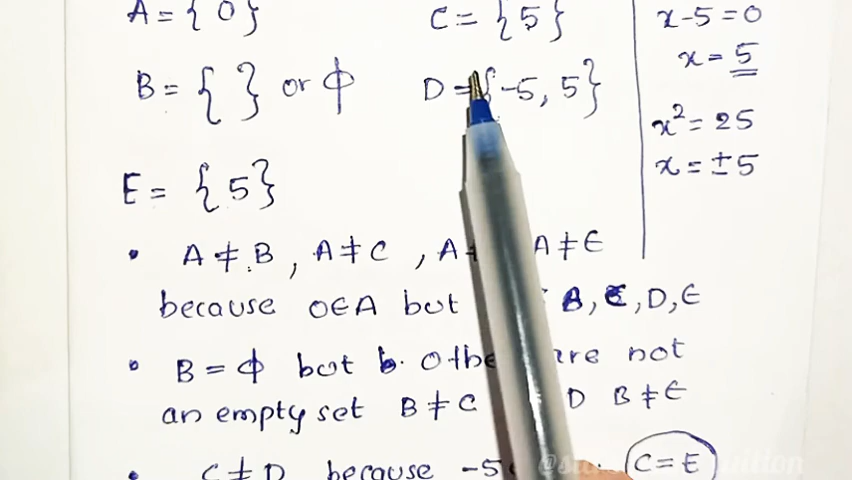 A = { 0 }
C = { 5 }
x-5 = 0
x = 5
B = { } or ϕ
D = { -5, 5 }
x² = 25
x = ±5
E = { 5 }
• A ≠ B , A ≠ C , A ≠ A ≠ E
because 0∈A but B, C, D, E
• B = ϕ but are not
an empty set B ≠ C D B ≠ E
• C ≠ D because -5 C = E